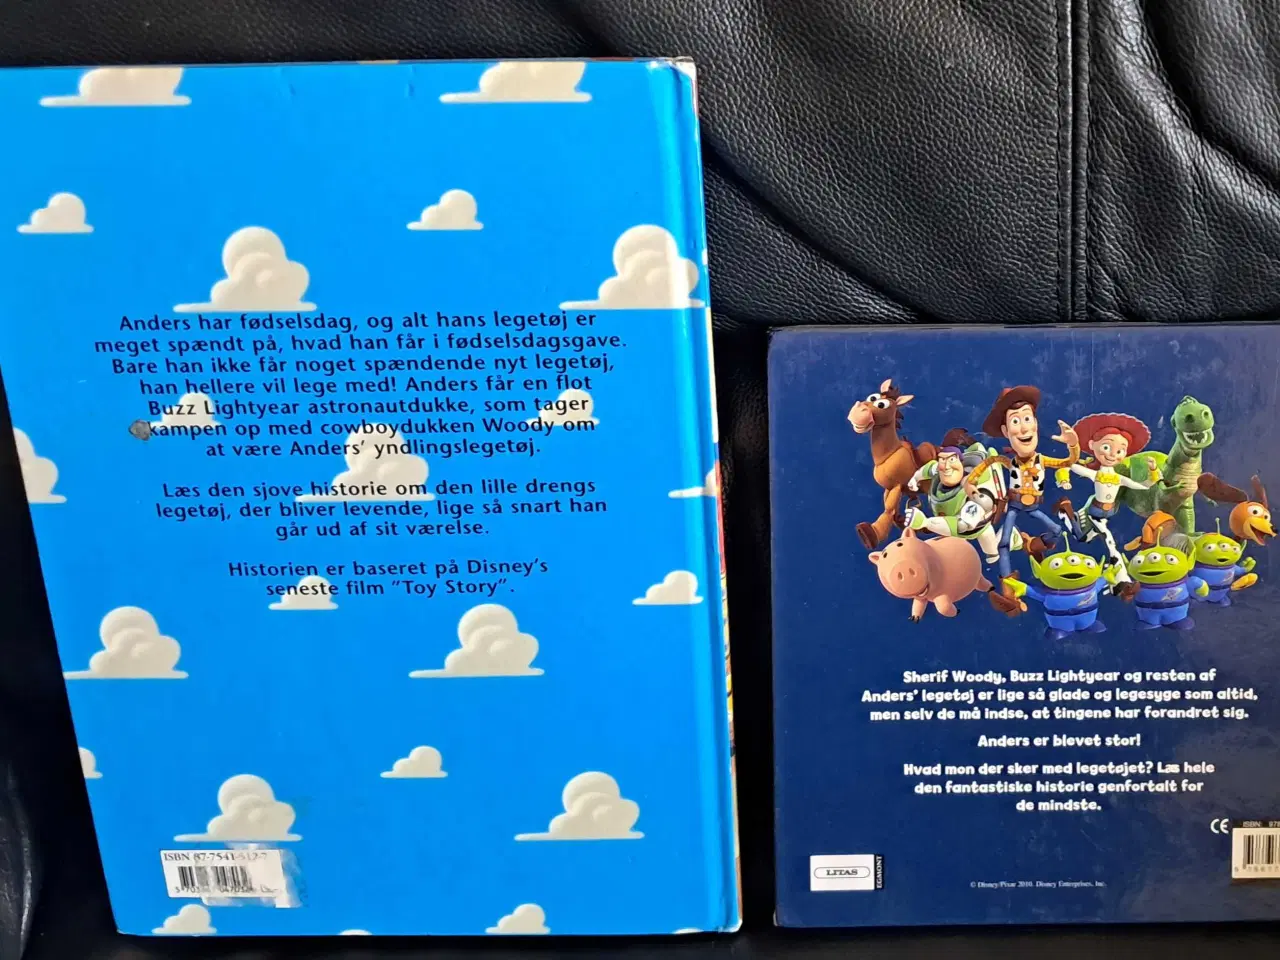 Anders har fødselsdag, og alt hans legetøj er
meget spændt på, hvad han får i fødselsdagsgave.
Bare han ikke får noget spændende nyt legetøj,
han hellere vil lege med! Anders får en flot
Buzz Lightyear astronautdukke, som tager
kampen op med cowboydukken Woody om
at være Anders' yndlingslegetøj.
Læs den sjove historie om den lille drengs
legetøj, der bliver levende, lige så snart han
går ud af sit værelse.
Historien er baseret på Disney's
seneste film "Toy Story".
ISBN
Sherif Woody, Buzz Lightyear og resten af
Anders' legetøj er lige så glade og legesyge som altid,
men selv de må indse, at tingene har forandret sig.
Anders er blevet stor!
Hvad mon der sker med legetøjet? Læs hele
den fantastiske historie genfortalt for
de mindste.
CE ISBN: 978
LITAS
EGMONT
© Disney/Pixar 2010. Disney Enterprises, Inc.